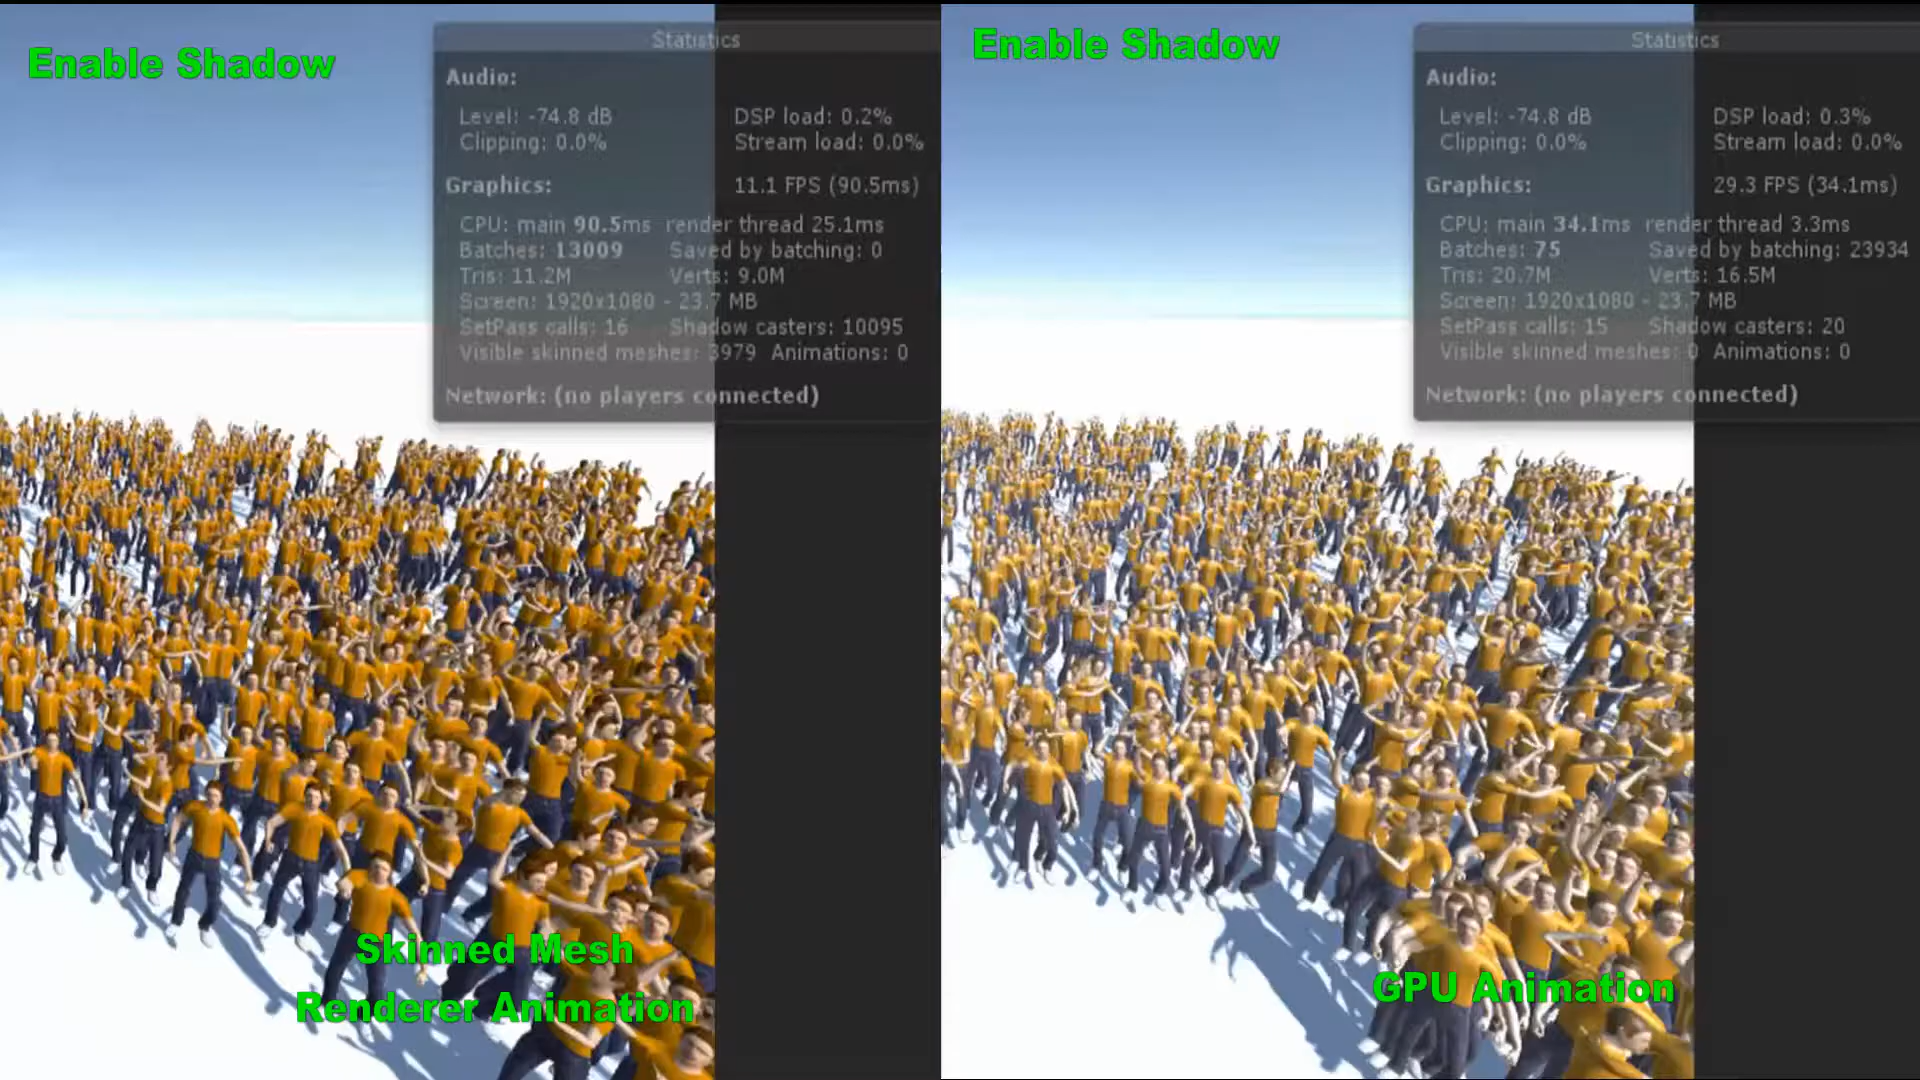 Enable Shadow
Statistics
Audio:
Level: -74.8 dB DSP load: 0.2%
Clipping: 0.0% Stream load: 0.0%
Graphics: 11.1 FPS (90.5ms)
CPU: main 90.5ms render thread 25.1ms
Batches: 13009 Saved by batching: 0
Tris: 11.2M Verts: 9.0M
Screen: 1920x1080 - 23.7 MB
SetPass calls: 16 Shadow casters: 10095
Visible skinned meshes: 3979 Animations: 0
Network: (no players connected)
Skinned Mesh
Renderer Animation
Enable Shadow
Statistics
Audio:
Level: -74.8 dB DSP load: 0.3%
Clipping: 0.0% Stream load: 0.0%
Graphics: 29.3 FPS (34.1ms)
CPU: main 34.1ms render thread 3.3ms
Batches: 75 Saved by batching: 23934
Tris: 20.7M Verts: 16.5M
Screen: 1920x1080 - 23.7 MB
SetPass calls: 15 Shadow casters: 20
Visible skinned meshes: 0 Animations: 0
Network: (no players connected)
GPU Animation